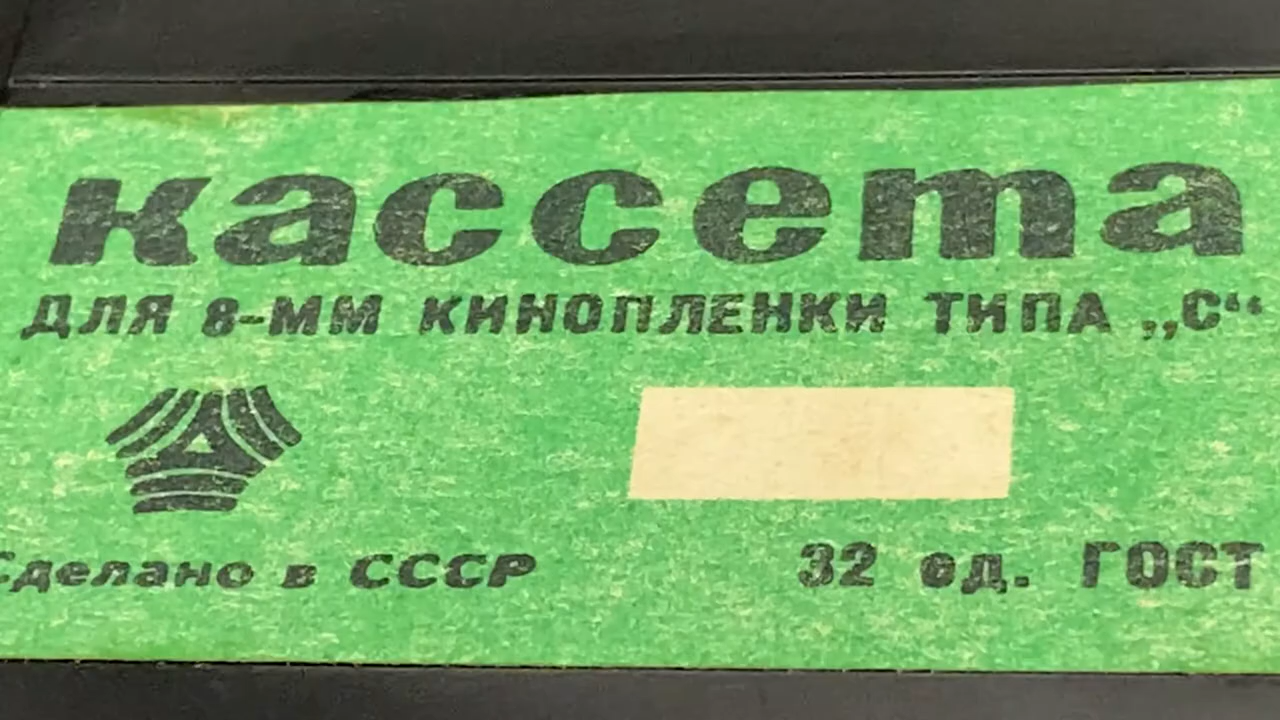 кассета
ДЛЯ 8-ММ КИНОПЛЕНКИ ТИПА „С“
Сделано в СССР
32 ед. ГОСТ